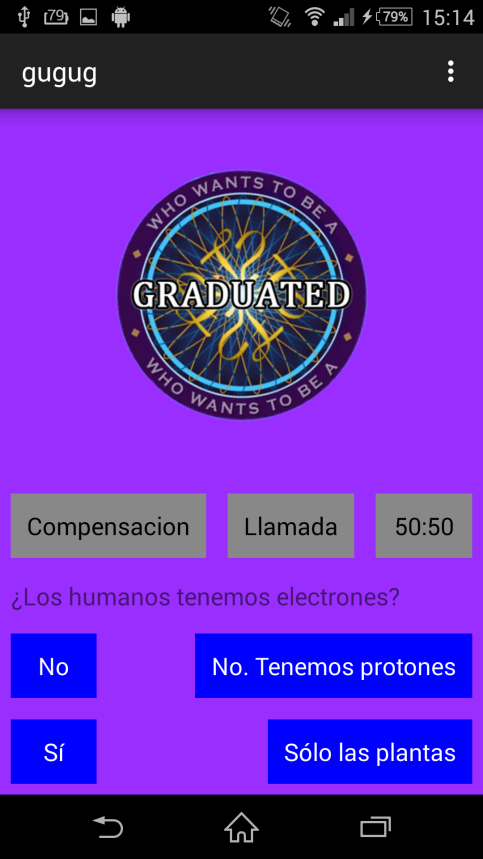 79
79%
15:14
gugug
WHO WANTS TO BE A
GRADUATED
WHO WANTS TO BE A
Compensacion
Llamada
50:50
¿Los humanos tenemos electrones?
No
No. Tenemos protones
Sí
Sólo las plantas